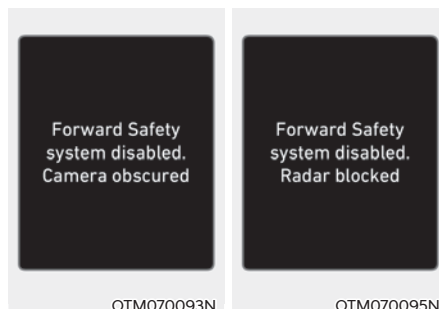 Forward Safety
system disabled.
Camera obscured
OTM070093N
Forward Safety
system disabled.
Radar blocked
OTM070095N